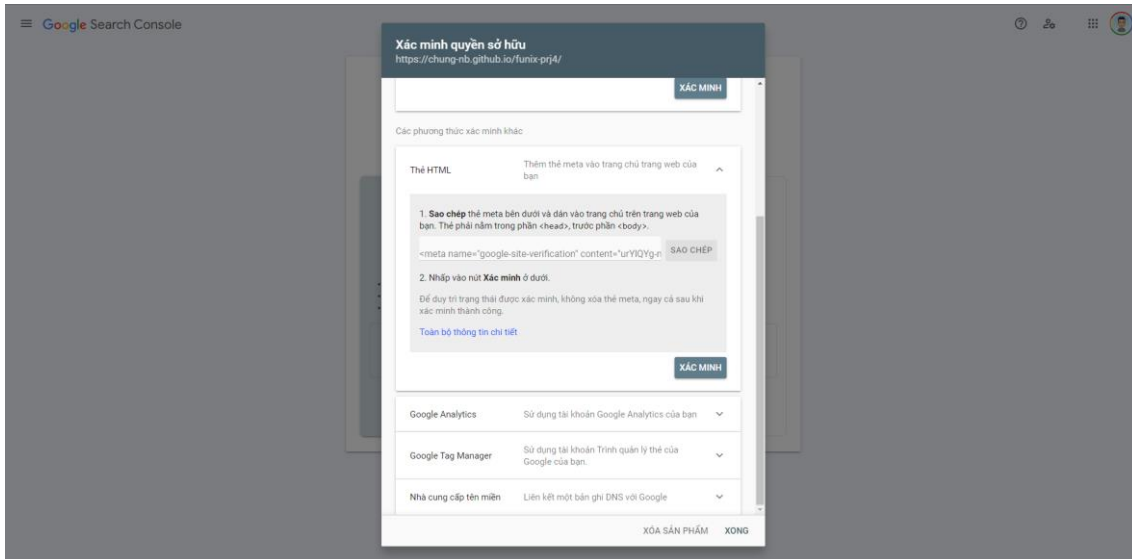 Google Search Console
Xác minh quyền sở hữu
https://chung-nb.github.io/funix-prj4/
XÁC MINH
Các phương thức xác minh khác
Thẻ HTML
Thêm thẻ meta vào trang chủ trang web của
bạn
1. Sao chép thẻ meta bên dưới và dán vào trang chủ trên trang web của
bạn. Thẻ phải nằm trong phần <head>, trước phần <body>.
<meta name="google-site-verification" content="urYlQYg-n
SAO CHÉP
2. Nhấp vào nút Xác minh ở dưới.
Để duy trì trạng thái được xác minh, không xóa thẻ meta, ngay cả sau khi
xác minh thành công.
Toàn bộ thông tin chi tiết
XÁC MINH
Google Analytics
Sử dụng tài khoản Google Analytics của bạn
Google Tag Manager
Sử dụng tài khoản Trình quản lý thẻ của
Google của bạn.
Nhà cung cấp tên miền
Liên kết một bản ghi DNS với Google
XÓA SẢN PHẨM
XONG